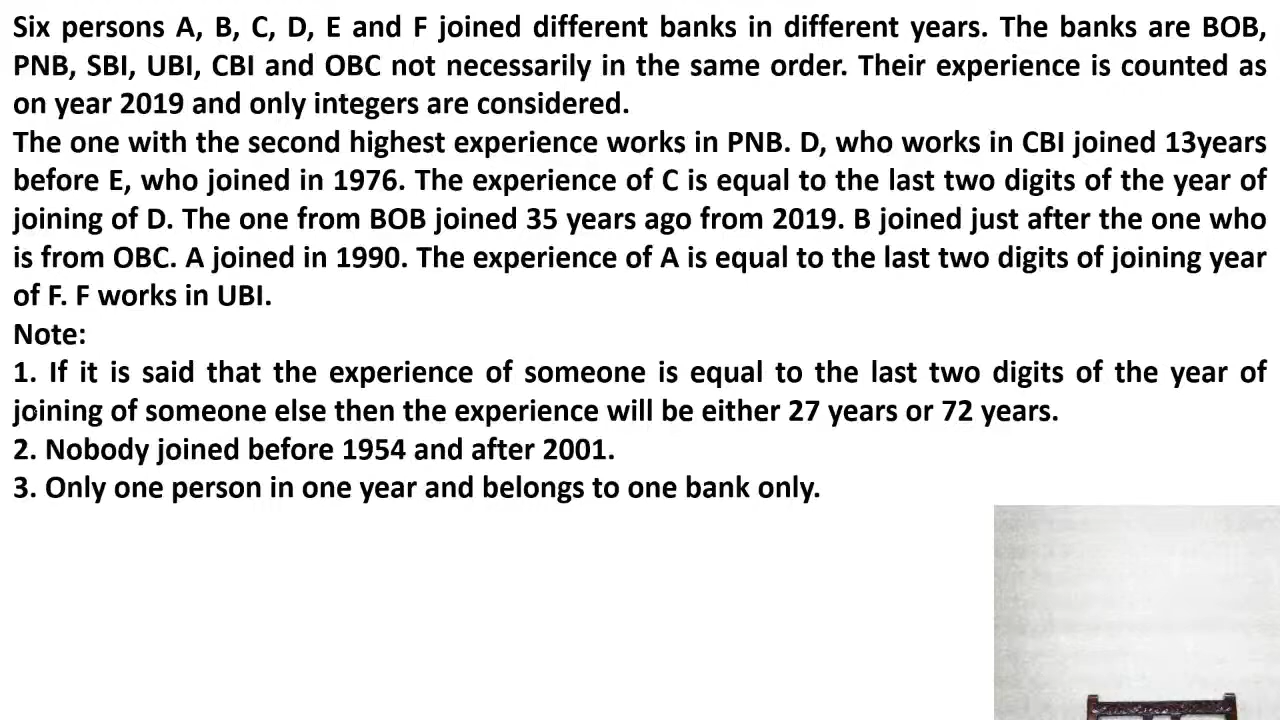 Six persons A, B, C, D, E and F joined different banks in different years. The banks are BOB,
PNB, SBI, UBI, CBI and OBC not necessarily in the same order. Their experience is counted as
on year 2019 and only integers are considered.
The one with the second highest experience works in PNB. D, who works in CBI joined 13years
before E, who joined in 1976. The experience of C is equal to the last two digits of the year of
joining of D. The one from BOB joined 35 years ago from 2019. B joined just after the one who
is from OBC. A joined in 1990. The experience of A is equal to the last two digits of joining year
of F. F works in UBI.
Note:
1. If it is said that the experience of someone is equal to the last two digits of the year of
joining of someone else then the experience will be either 27 years or 72 years.
2. Nobody joined before 1954 and after 2001.
3. Only one person in one year and belongs to one bank only.